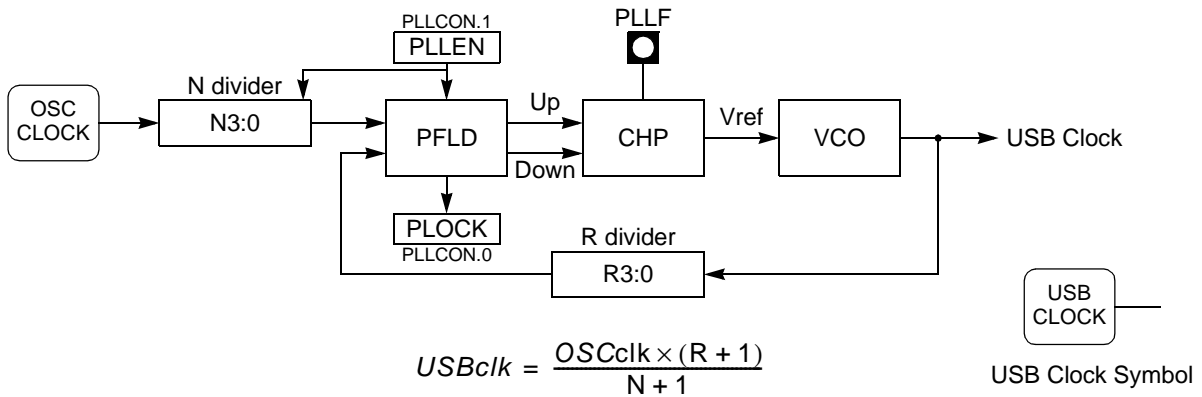 PLLCON.1
PLLEN
PLLF
N divider
OSC
CLOCK
N3:0
PFLD
Up
Down
CHP
Vref
VCO
USB Clock
PLOCK
PLLCON.0
R divider
R3:0
USB
CLOCK
USB Clock Symbol
USBclk = OSCclk × (R + 1)
N + 1